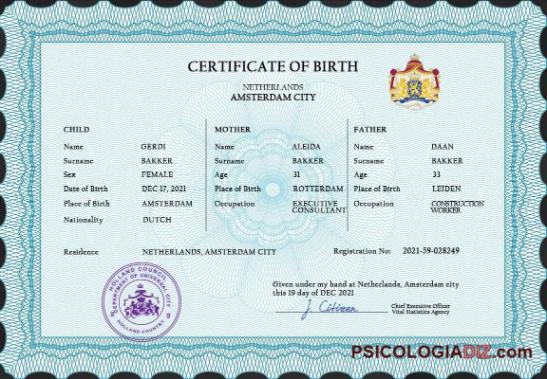 CERTIFICATE OF BIRTH
NETHERLANDS
AMSTERDAM CITY
CHILD
Name GERDI
Surname BAKKER
Sex FEMALE
Date of Birth DEC 17, 2021
Place of Birth AMSTERDAM
Nationality DUTCH
MOTHER
Name ALEIDA
Surname BAKKER
Age 31
Place of Birth ROTTERDAM
Occupation EXECUTIVE
CONSULTANT
FATHER
Name DAAN
Surname BAKKER
Age 33
Place of Birth LEIDEN
Occupation CONSTRUCTION
WORKER
Residence NETHERLANDS, AMSTERDAM CITY
Registration No: 2021-59-028249
HOLLAND COUNCIL
DEPARTMENT OF UNIVERSAL CITY
HOLLAND COUNTRY
Given under my hand at Netherlands, Amsterdam city
this 19 day of DEC 2021
J. Citizen
Chief Executive Officer
Vital Statistics Agency
PSICOLOGIADIZ.com